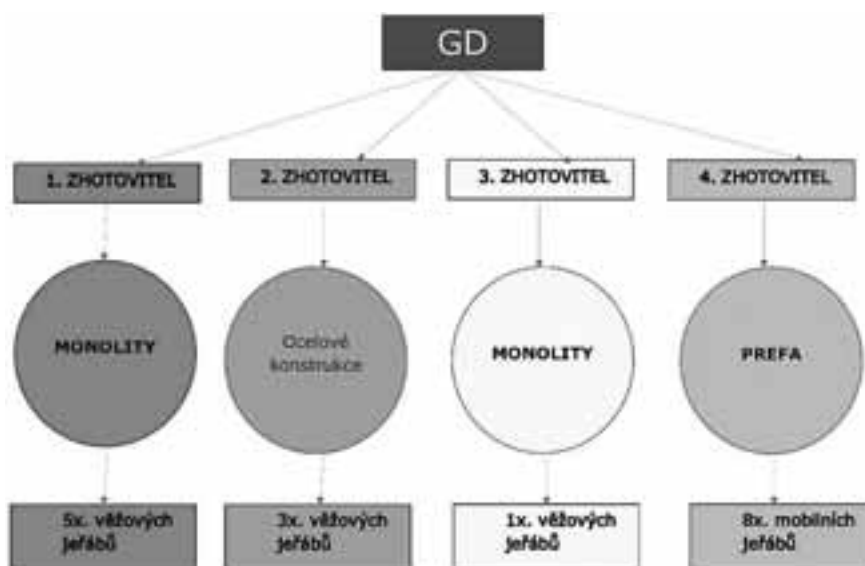 GD
1. ZHOTOVITEL
2. ZHOTOVITEL
3. ZHOTOVITEL
4. ZHOTOVITEL
MONOLITY
Ocelové
konstrukce
MONOLITY
PREFA
5x. věžových
jeřábů
3x. věžových
jeřábů
1x. věžových
jeřábů
8x. mobilních
jeřábů